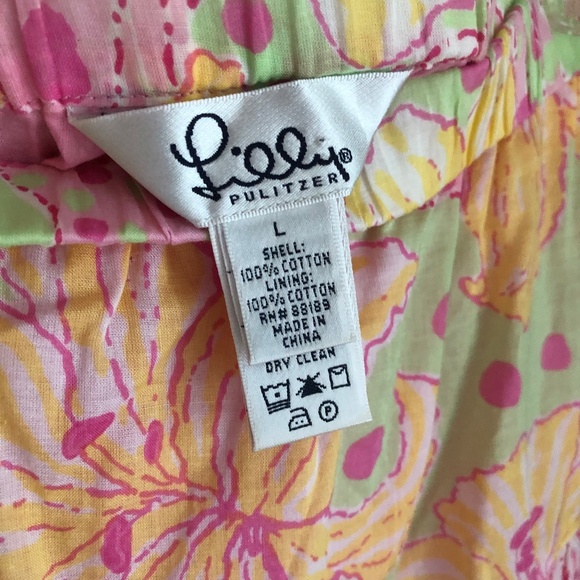 Lilly®
PULITZER
L
SHELL:
100% COTTON
LINING:
100% COTTON
RN# 88189
MADE IN
CHINA
DRY CLEAN
P